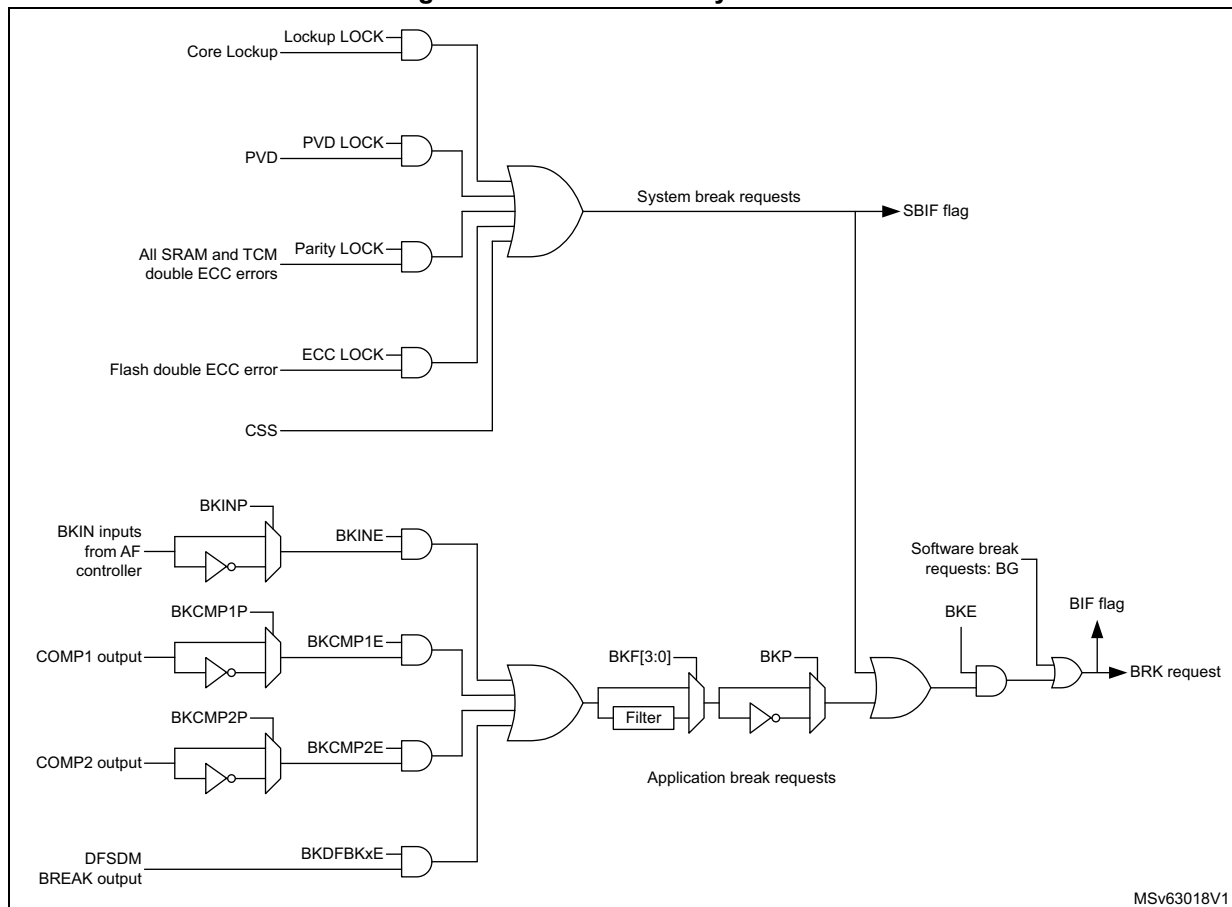 Lockup LOCK
Core Lockup
PVD LOCK
PVD
System break requests
SBIF flag
Parity LOCK
All SRAM and TCM
double ECC errors
ECC LOCK
Flash double ECC error
CSS
BKINP
BKIN inputs
from AF
controller
BKINE
Software break
requests: BG
BKCMP1P
BKCMP1E
COMP1 output
BKF[3:0]
BKP
BKE
BIF flag
BRK request
Filter
BKCMP2P
BKCMP2E
COMP2 output
Application break requests
BKDFBKxE
DFSDM
BREAK output
MSv63018V1